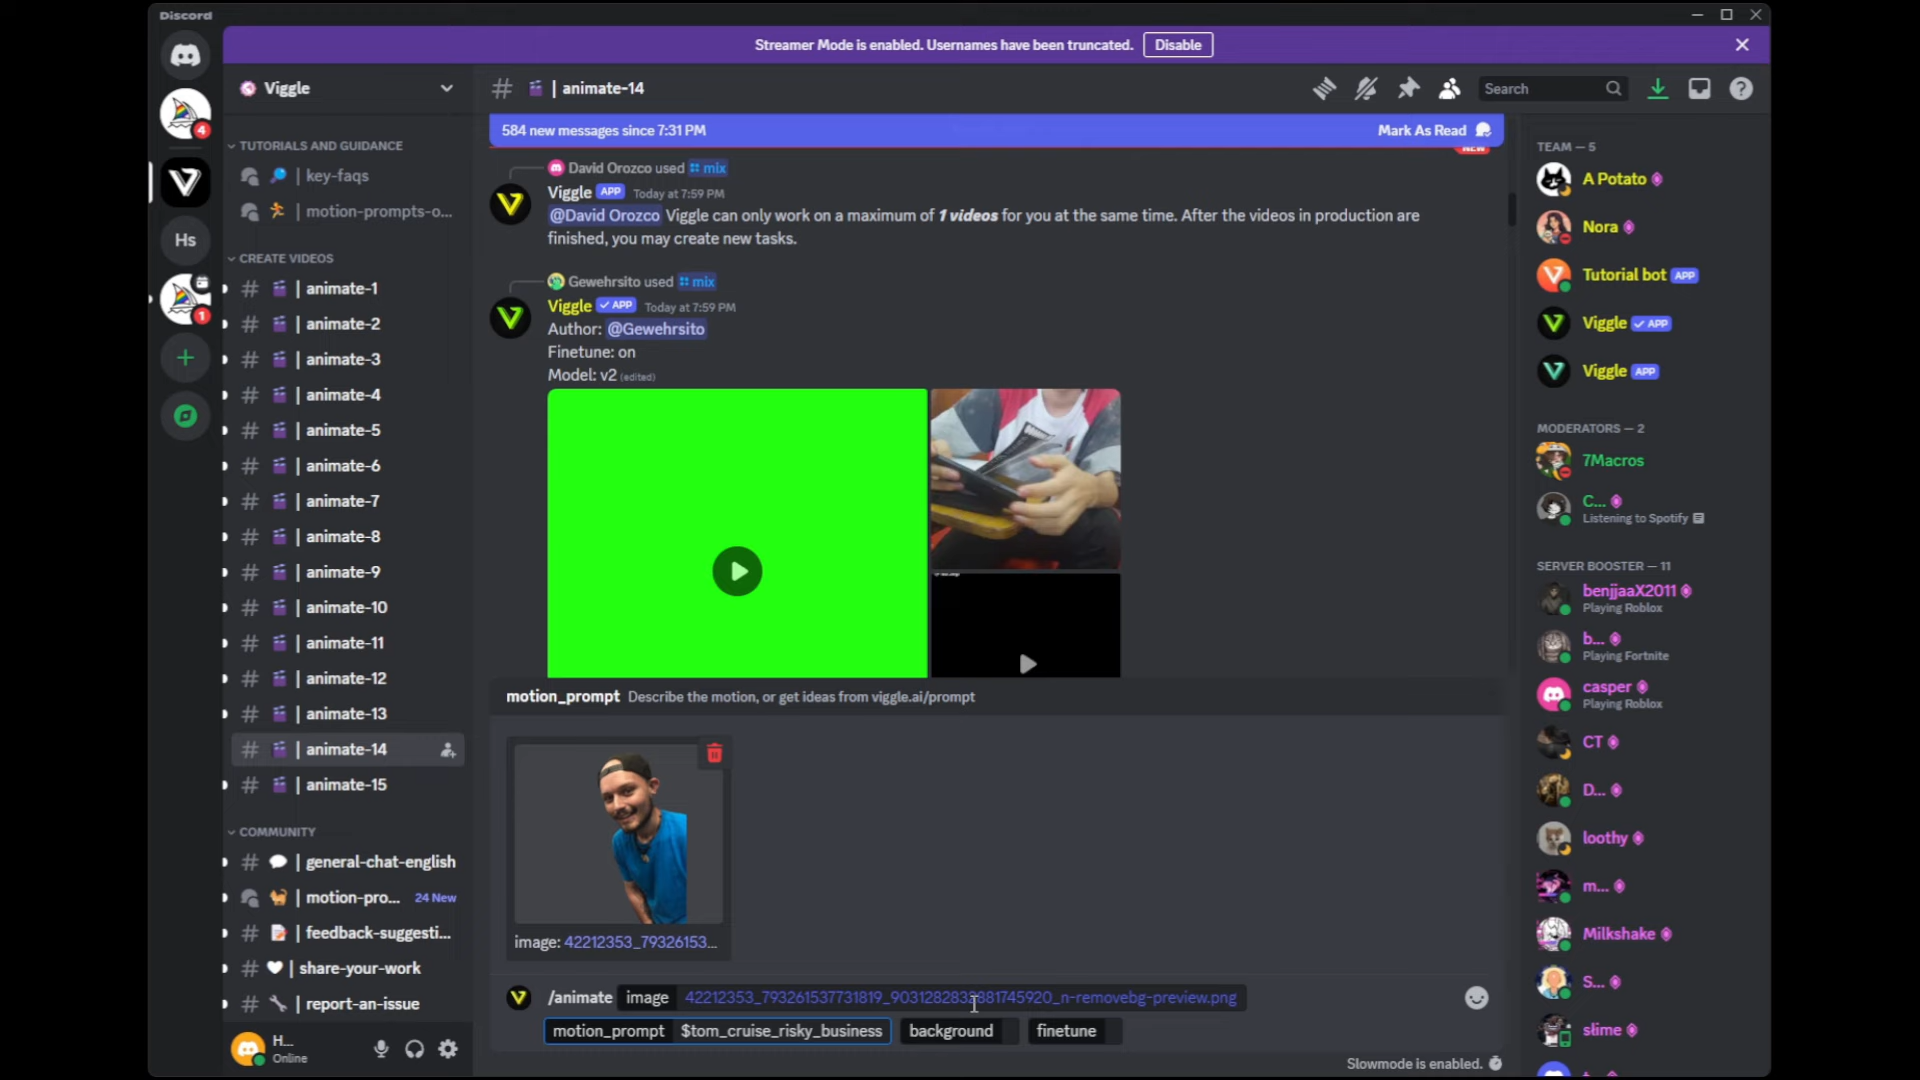 Discord
Streamer Mode is enabled. Usernames have been truncated. Disable
Viggle
| animate-14
Search
584 new messages since 7:31 PM
Mark As Read
NEW
4
Hs
1
TUTORIALS AND GUIDANCE
| key-faqs
| motion-prompts-o...
CREATE VIDEOS
| animate-1
| animate-2
| animate-3
| animate-4
| animate-5
| animate-6
| animate-7
| animate-8
| animate-9
| animate-10
| animate-11
| animate-12
| animate-13
| animate-14
| animate-15
COMMUNITY
| general-chat-english
| motion-pro... 24 New
| feedback-suggesti...
| share-your-work
| report-an-issue
H...
Online
David Orozco used mix
Viggle APP Today at 7:59 PM
@David Orozco Viggle can only work on a maximum of 1 videos for you at the same time. After the videos in production are
finished, you may create new tasks.
Gewehrsito used mix
Viggle ✓ APP Today at 7:59 PM
Author: @Gewehrsito
Finetune: on
Model: v2 (edited)
motion_prompt Describe the motion, or get ideas from viggle.ai/prompt
image: 42212353_79326153...
/animate image 42212353_793261537731819_9031282832881745920_n-removebg-preview.png
motion_prompt $tom_cruise_risky_business background finetune
Slowmode is enabled.
TEAM — 5
A Potato
Nora
Tutorial bot APP
Viggle ✓ APP
Viggle APP
MODERATORS — 2
7Macros
C...
Listening to Spotify
SERVER BOOSTER — 11
benjjaaX2011
Playing Roblox
b...
Playing Fortnite
casper
Playing Roblox
CT
D...
loothy
m...
Milkshake
S...
slime